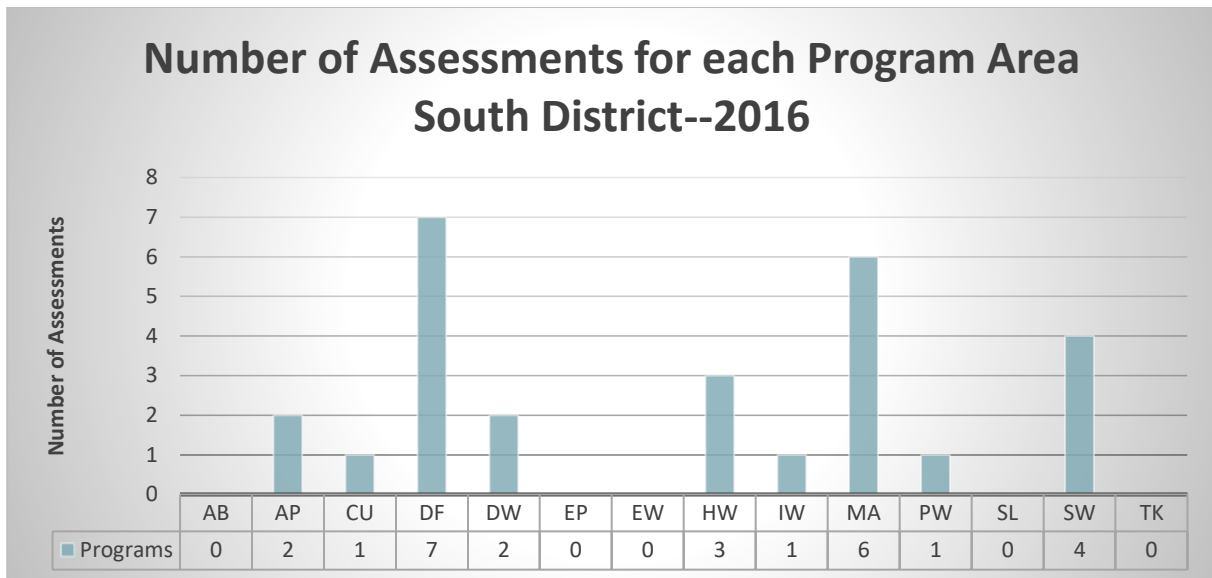 Number of Assessments for each Program Area
South District--2016
Number of Assessments
8
7
6
5
4
3
2
1
0
AB AP CU DF DW EP EW HW IW MA PW SL SW TK
Programs 0 2 1 7 2 0 0 3 1 6 1 0 4 0